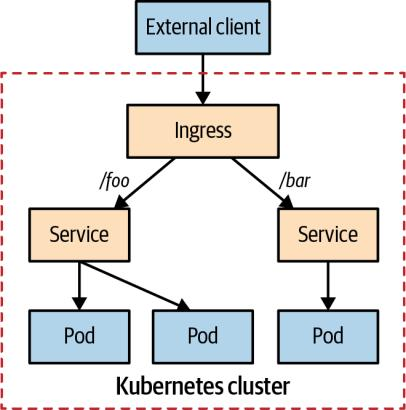 External client
Ingress
/foo
/bar
Service
Service
Pod
Pod
Pod
Kubernetes cluster